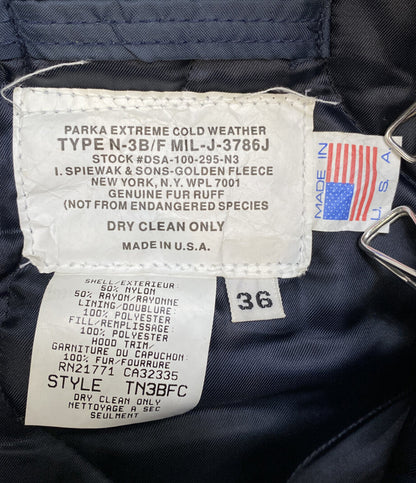 PARKA EXTREME COLD WEATHER
TYPE N-3B/F MIL-J-3786J
STOCK #DSA-100-295-N3
I. SPIEWAK & SONS-GOLDEN FLEECE
NEW YORK, N.Y. WPL 7001
GENUINE FUR RUFF
(NOT FROM ENDANGERED SPECIES
DRY CLEAN ONLY
MADE IN U.S.A.
MADE IN
U.S.A.
36
SHELL/EXTERIEUR:
50% NYLON
50% RAYON/RAYONNE
LINING/DOUBLURE:
100% POLYESTER
FILL/REMPLISSAGE:
100% POLYESTER
HOOD TRIM/
GARNITURE DU CAPUCHON:
100% FUR/FOURRURE
RN21771 CA32335
STYLE TN3BFC
DRY CLEAN ONLY
NETTOYAGE A SEC
SEULMENT